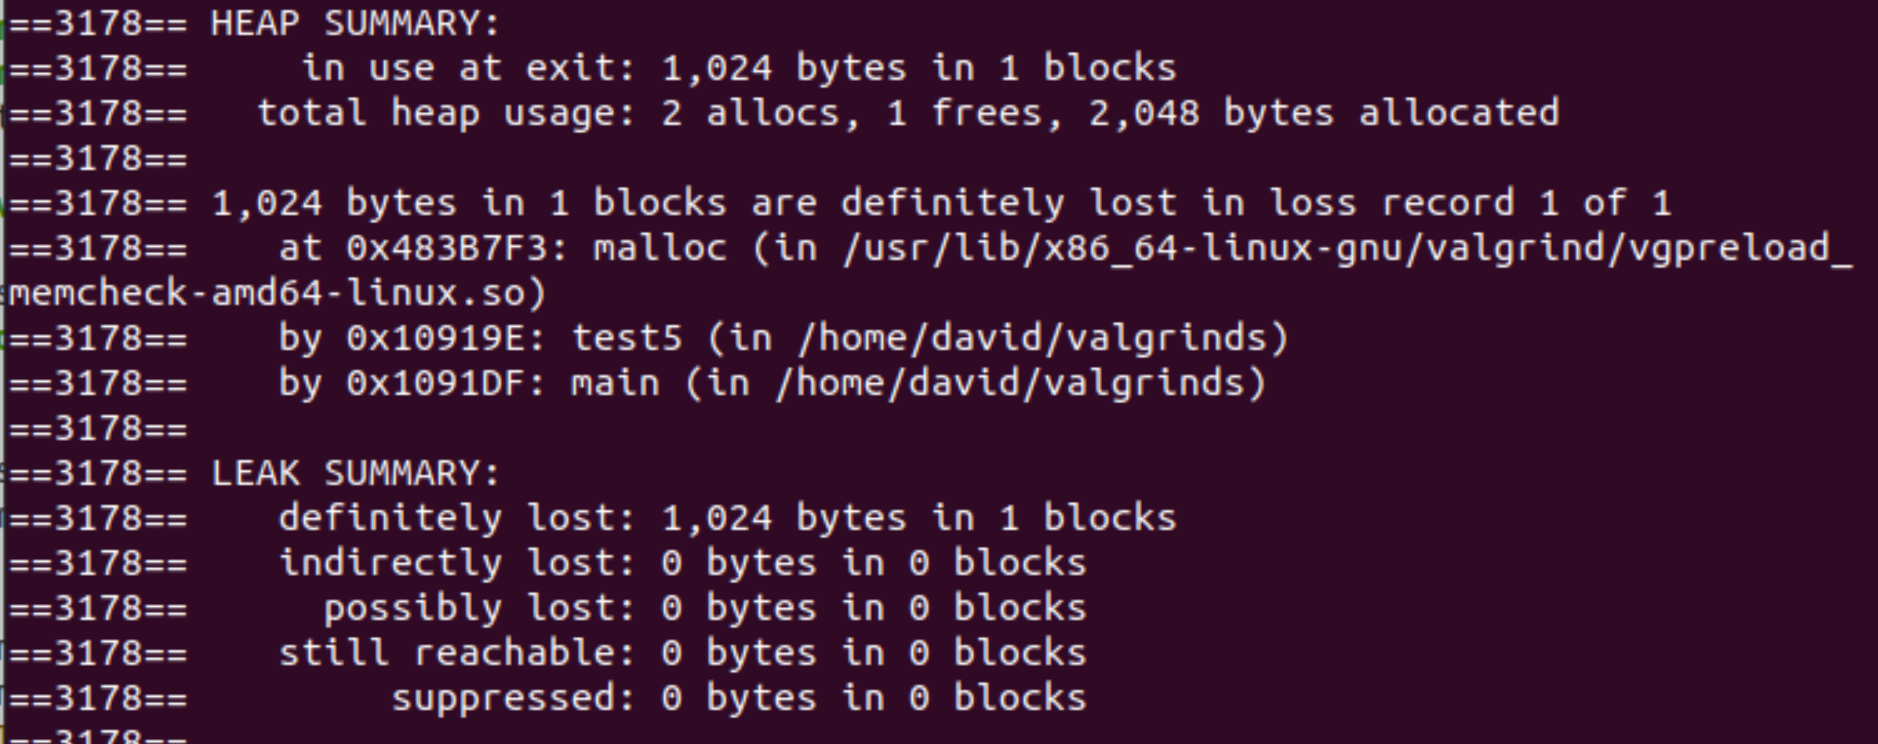 ==3178== HEAP SUMMARY:
==3178==     in use at exit: 1,024 bytes in 1 blocks
==3178==   total heap usage: 2 allocs, 1 frees, 2,048 bytes allocated
==3178==
==3178== 1,024 bytes in 1 blocks are definitely lost in loss record 1 of 1
==3178==    at 0x483B7F3: malloc (in /usr/lib/x86_64-linux-gnu/valgrind/vgpreload_
memcheck-amd64-linux.so)
==3178==    by 0x10919E: test5 (in /home/david/valgrinds)
==3178==    by 0x1091DF: main (in /home/david/valgrinds)
==3178==
==3178== LEAK SUMMARY:
==3178==    definitely lost: 1,024 bytes in 1 blocks
==3178==    indirectly lost: 0 bytes in 0 blocks
==3178==      possibly lost: 0 bytes in 0 blocks
==3178==    still reachable: 0 bytes in 0 blocks
==3178==         suppressed: 0 bytes in 0 blocks
==3178==